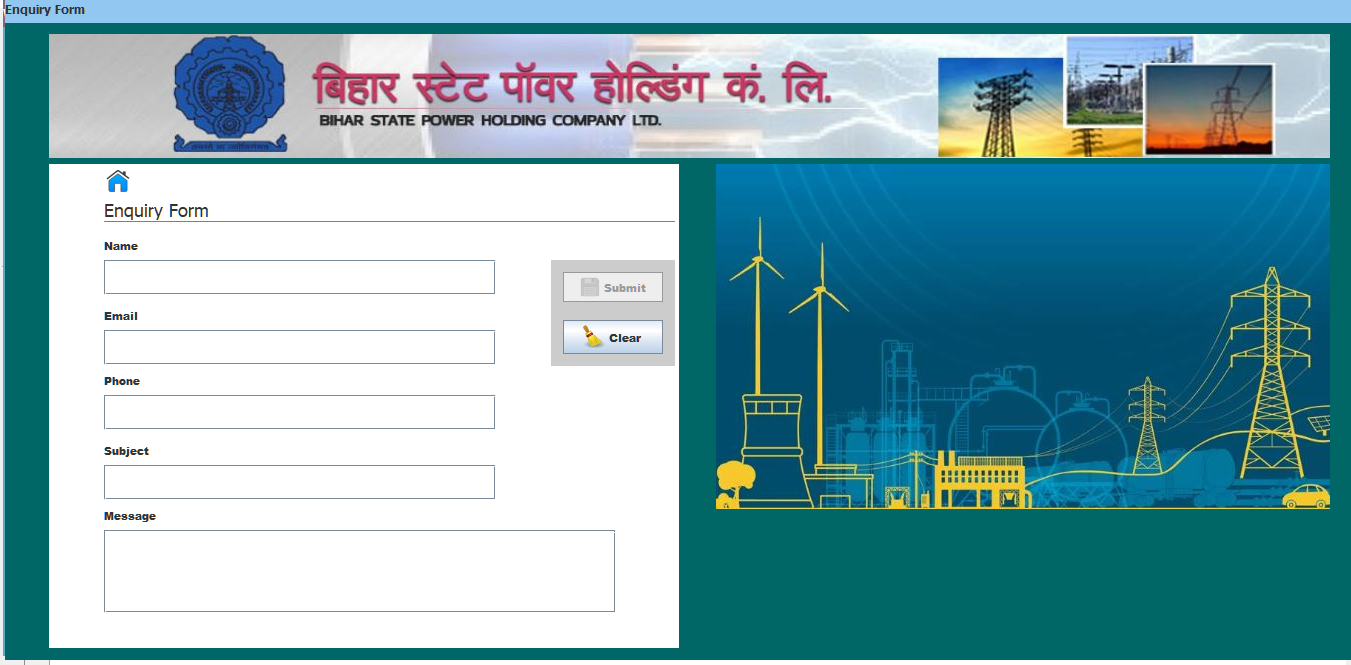 Enquiry Form
बिहार स्टेट पॉवर होल्डिंग कं. लि.
BIHAR STATE POWER HOLDING COMPANY LTD.
Enquiry Form
Name
Submit
Email
Clear
Phone
Subject
Message